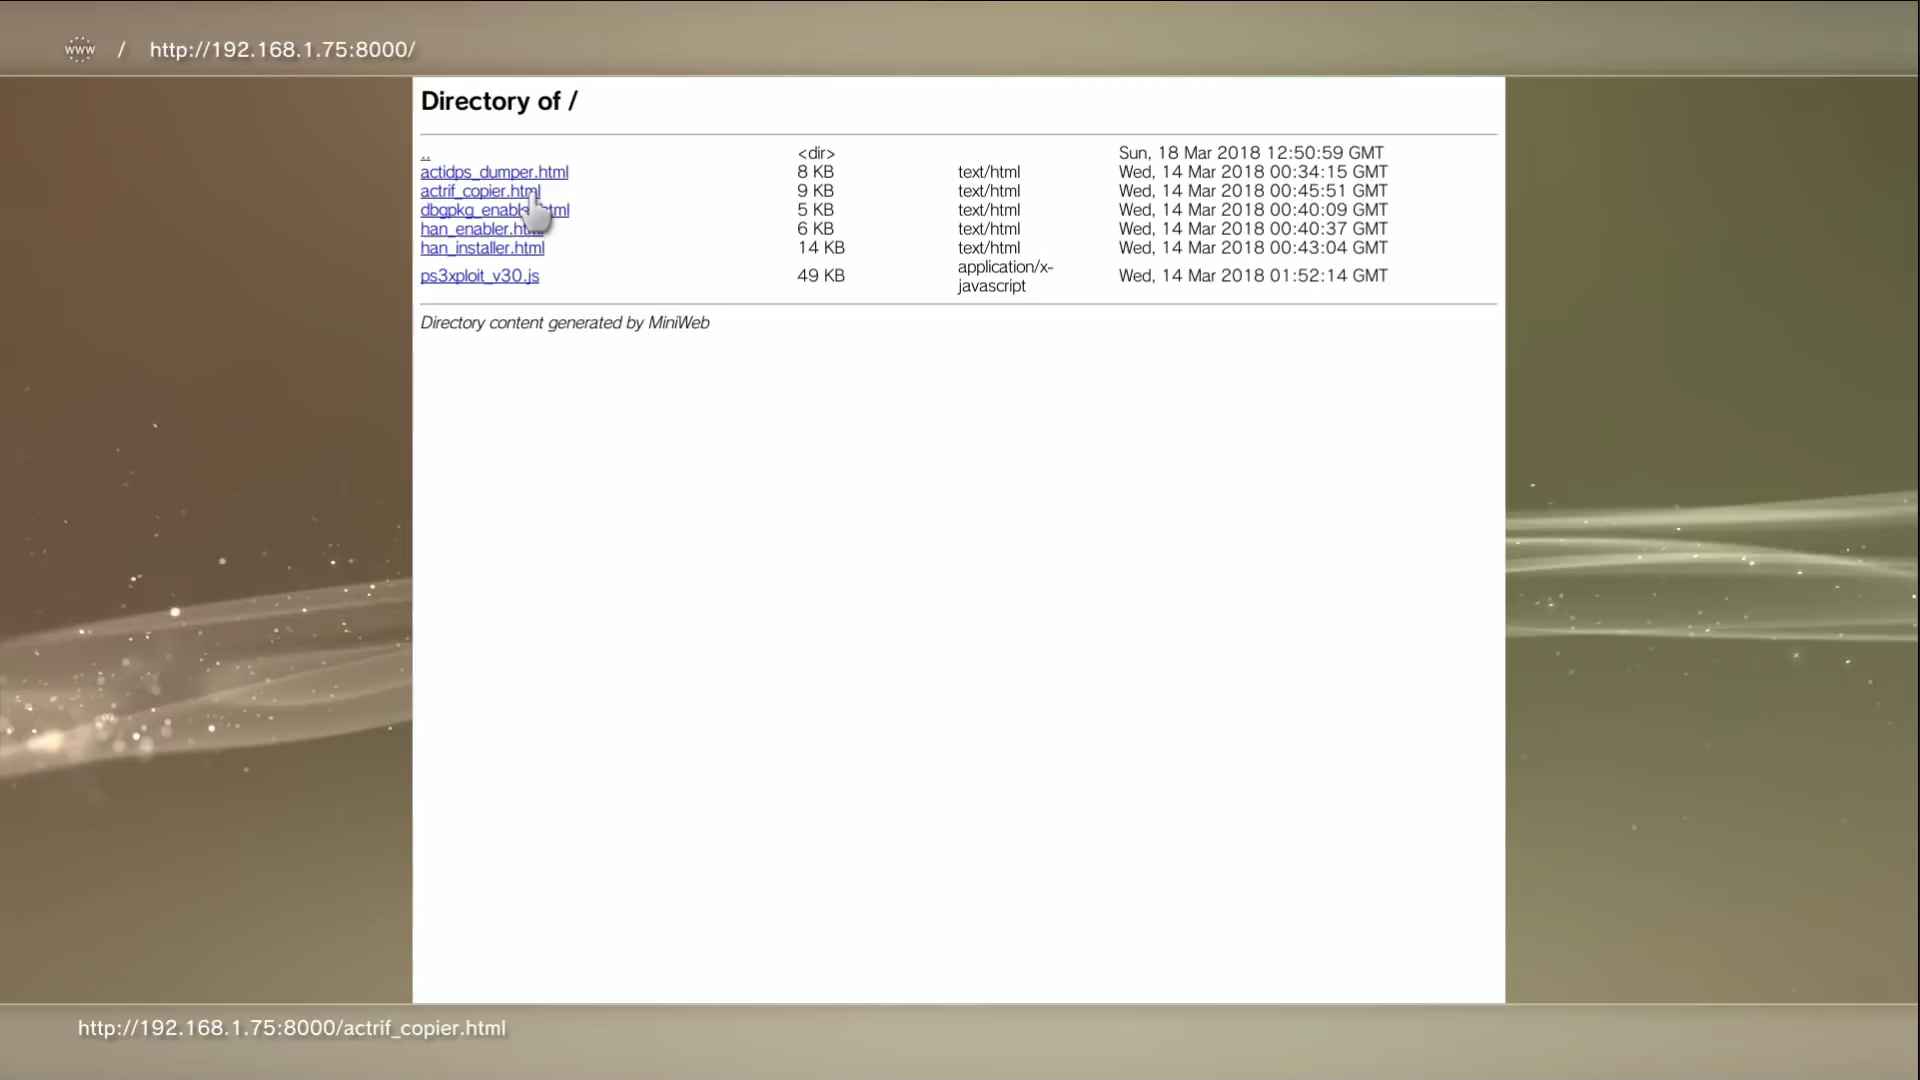 www / http://192.168.1.75:8000/
Directory of /
.. <dir> Sun, 18 Mar 2018 12:50:59 GMT
actidps_dumper.html 8 KB text/html Wed, 14 Mar 2018 00:34:15 GMT
actrif_copier.html 9 KB text/html Wed, 14 Mar 2018 00:45:51 GMT
5 KB text/html Wed, 14 Mar 2018 00:40:09 GMT
6 KB text/html Wed, 14 Mar 2018 00:40:37 GMT
han_installer.html 14 KB text/html Wed, 14 Mar 2018 00:43:04 GMT
ps3xploit_v30.js 49 KB application/x-javascript Wed, 14 Mar 2018 01:52:14 GMT
Directory content generated by MiniWeb
http://192.168.1.75:8000/actrif_copier.html